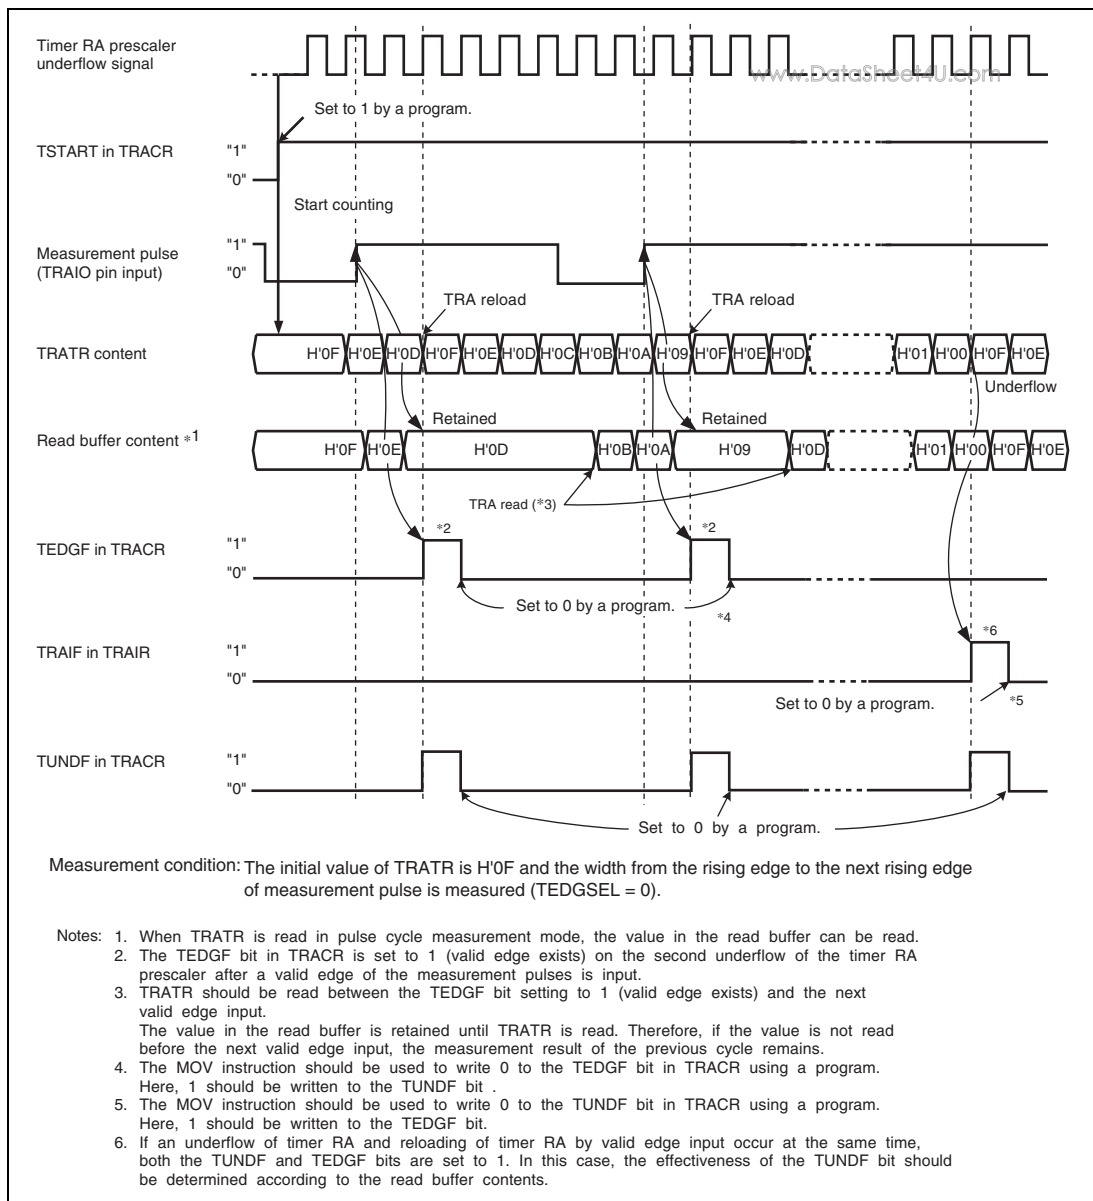 Timer RA prescaler
underflow signal
www.DataSheet4U.com
Set to 1 by a program.
TSTART in TRACR
"1"
"0"
Start counting
Measurement pulse
(TRAIO pin input)
"1"
"0"
TRA reload
TRA reload
TRATR content
H'0F H'0E H'0D H'0F H'0E H'0D H'0C H'0B H'0A H'09 H'0F H'0E H'0D H'01 H'00 H'0F H'0E
Underflow
Retained
Retained
Read buffer content *1
H'0F H'0E H'0D H'0B H'0A H'09 H'0D H'01 H'00 H'0F H'0E
TRA read (*3)
*2
*2
TEDGF in TRACR
"1"
"0"
Set to 0 by a program.
*4
*6
TRAIF in TRAIR
"1"
"0"
Set to 0 by a program.
*5
TUNDF in TRACR
"1"
"0"
Set to 0 by a program.
Measurement condition: The initial value of TRATR is H'0F and the width from the rising edge to the next rising edge
of measurement pulse is measured (TEDGSEL = 0).
Notes: 1. When TRATR is read in pulse cycle measurement mode, the value in the read buffer can be read.
2. The TEDGF bit in TRACR is set to 1 (valid edge exists) on the second underflow of the timer RA
prescaler after a valid edge of the measurement pulses is input.
3. TRATR should be read between the TEDGF bit setting to 1 (valid edge exists) and the next
valid edge input.
The value in the read buffer is retained until TRATR is read. Therefore, if the value is not read
before the next valid edge input, the measurement result of the previous cycle remains.
4. The MOV instruction should be used to write 0 to the TEDGF bit in TRACR using a program.
Here, 1 should be written to the TUNDF bit .
5. The MOV instruction should be used to write 0 to the TUNDF bit in TRACR using a program.
Here, 1 should be written to the TEDGF bit.
6. If an underflow of timer RA and reloading of timer RA by valid edge input occur at the same time,
both the TUNDF and TEDGF bits are set to 1. In this case, the effectiveness of the TUNDF bit should
be determined according to the read buffer contents.